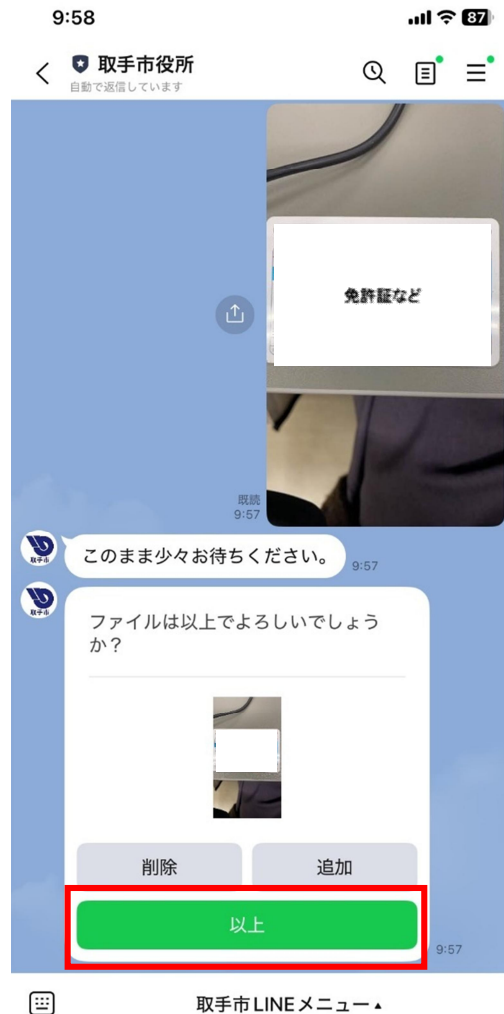 9:58
87
取手市役所
自動で返信しています
免許証など
既読
9:57
取手市
このまま少々お待ちください。
9:57
取手市
ファイルは以上でよろしいでしょう
か？
削除
追加
以上
9:57
取手市LINEメニュー▲